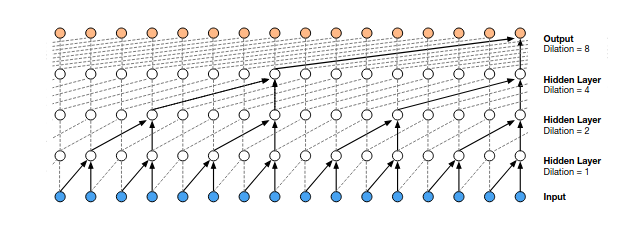 Output
Dilation = 8
Hidden Layer
Dilation = 4
Hidden Layer
Dilation = 2
Hidden Layer
Dilation = 1
Input